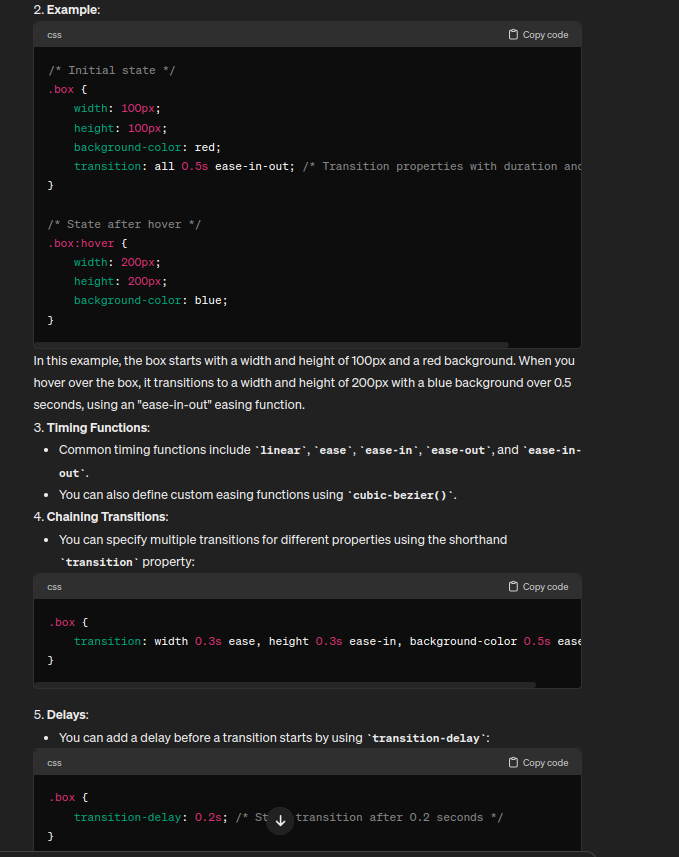 2. Example:
css
Copy code
/* Initial state */
.box {
width: 100px;
height: 100px;
background-color: red;
transition: all 0.5s ease-in-out; /* Transition properties with duration and
}
/* State after hover */
.box:hover {
width: 200px;
height: 200px;
background-color: blue;
}
In this example, the box starts with a width and height of 100px and a red background. When you
hover over the box, it transitions to a width and height of 200px with a blue background over 0.5
seconds, using an "ease-in-out" easing function.
3. Timing Functions:
• Common timing functions include `linear`, `ease`, `ease-in`, `ease-out`, and `ease-in-
out`.
• You can also define custom easing functions using `cubic-bezier()`.
4. Chaining Transitions:
• You can specify multiple transitions for different properties using the shorthand
`transition` property:
css
Copy code
.box {
transition: width 0.3s ease, height 0.3s ease-in, background-color 0.5s ease
}
5. Delays:
• You can add a delay before a transition starts by using `transition-delay`:
css
Copy code
.box {
transition-delay: 0.2s; /* transition after 0.2 seconds */
}